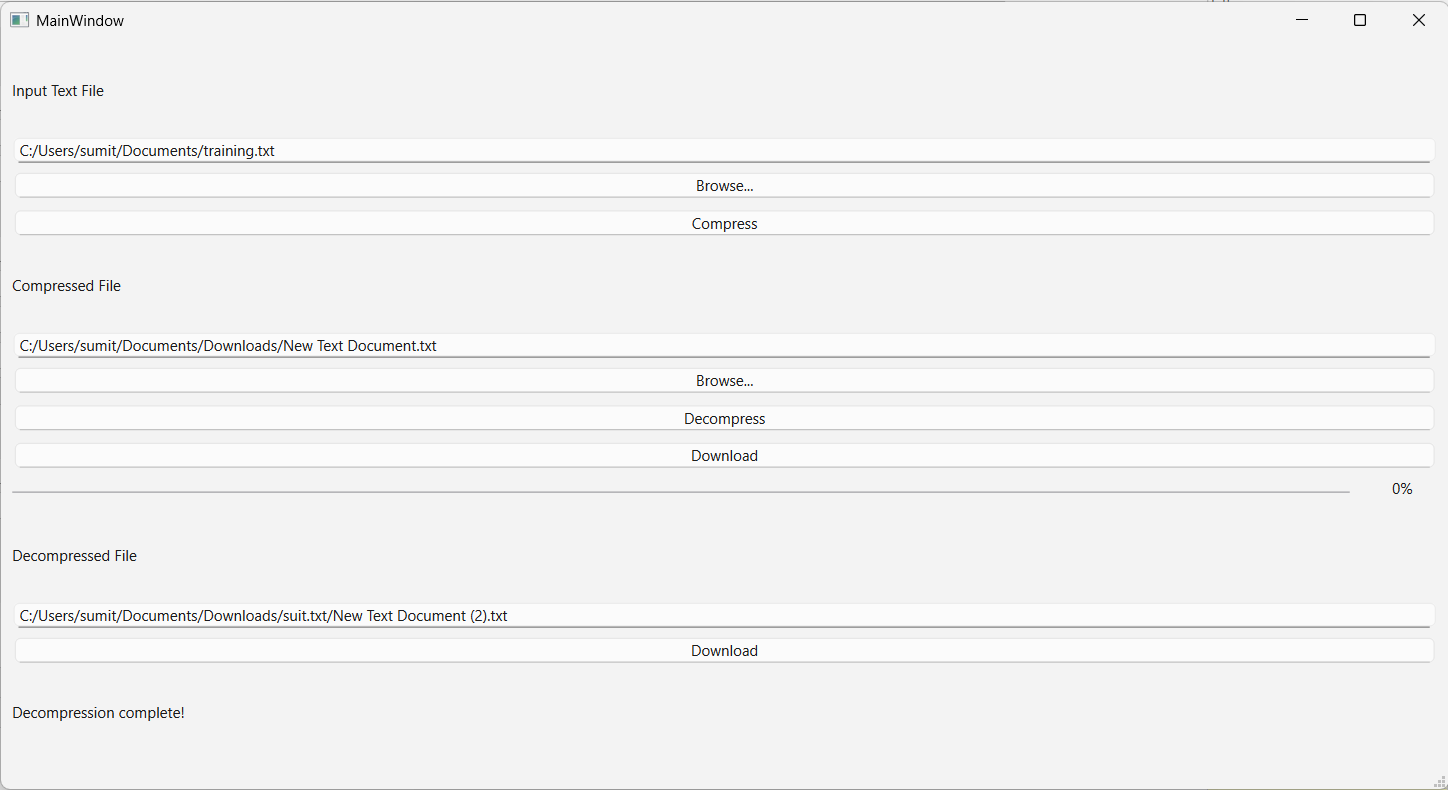 MainWindow
Input Text File
C:/Users/sumit/Documents/training.txt
Browse...
Compress
Compressed File
C:/Users/sumit/Documents/Downloads/New Text Document.txt
Browse...
Decompress
Download
0%
Decompressed File
C:/Users/sumit/Documents/Downloads/suit.txt/New Text Document (2).txt
Download
Decompression complete!